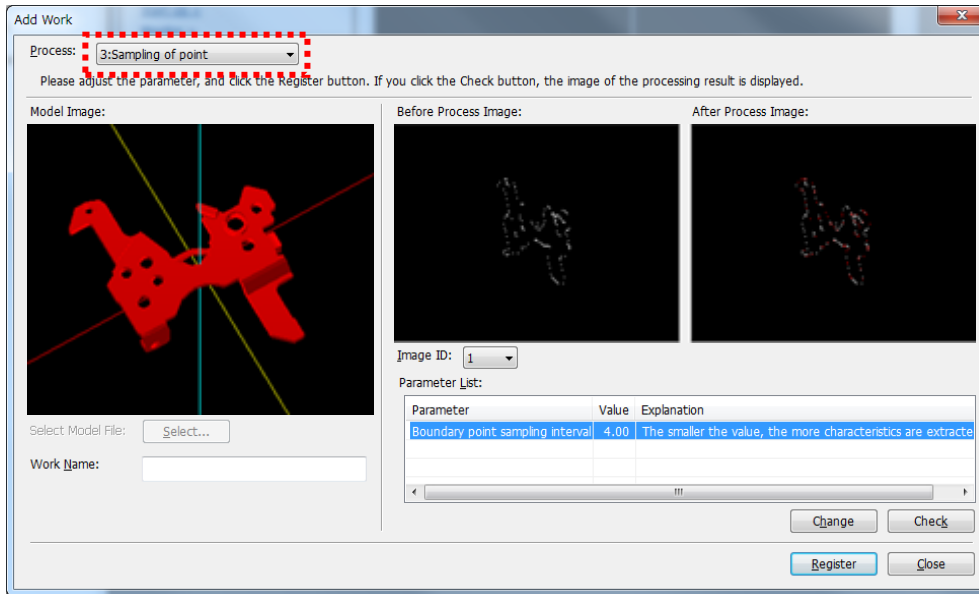 Add Work
Process: 3:Sampling of point
Please adjust the parameter, and click the Register button. If you click the Check button, the image of the processing result is displayed.
Model Image:
Before Process Image:
After Process Image:
Image ID: 1
Parameter List:
Parameter Value Explanation
Boundary point sampling interval 4.00 The smaller the value, the more characteristics are extracte
Select Model File: Select...
Work Name:
Change Check
Register Close